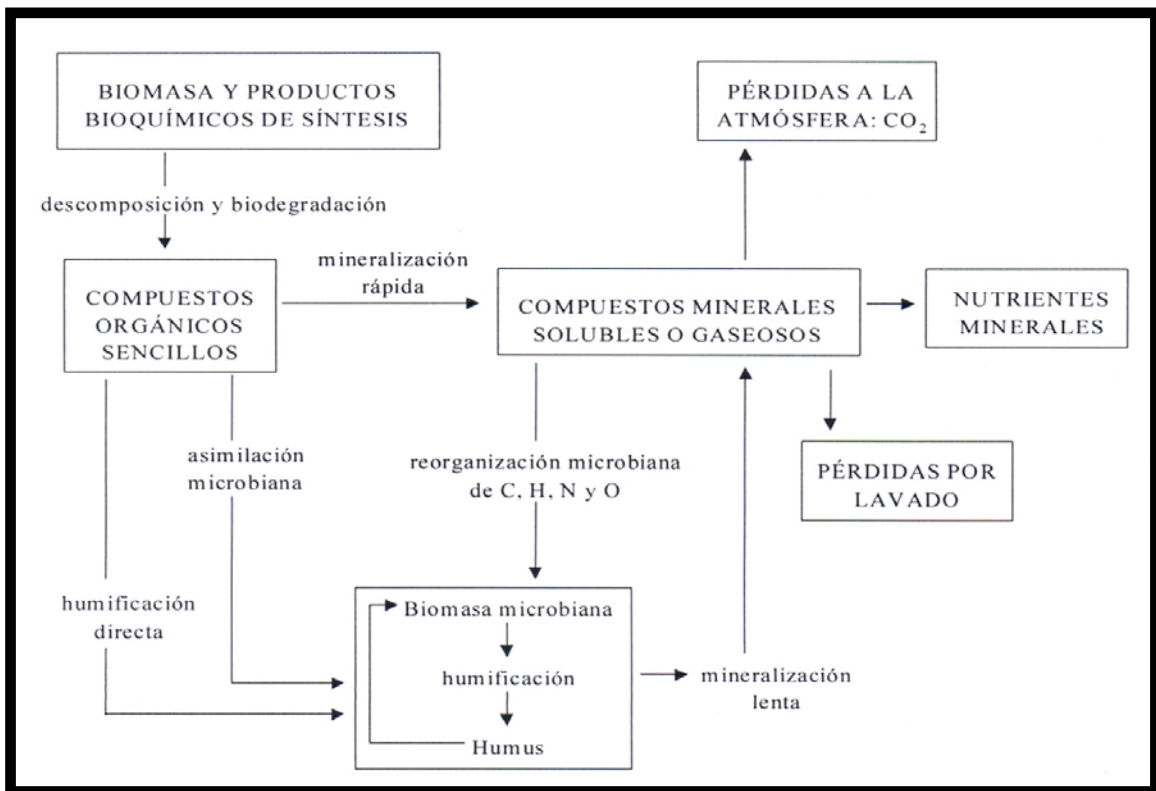 BIOMASA Y PRODUCTOS
BIOQUÍMICOS DE SÍNTESIS
PÉRDIDAS A LA
ATMÓSFERA: CO₂
descomposición y biodegradación
mineralización
rápida
COMPUESTOS
ORGÁNICOS
SENCILLOS
COMPUESTOS MINERALES
SOLUBLES O GASEOSOS
NUTRIENTES
MINERALES
asimilación
microbiana
reorganización microbiana
de C, H, N y O
PÉRDIDAS POR
LAVADO
humificación
directa
Biomasa microbiana
humificación
Humus
mineralización
lenta